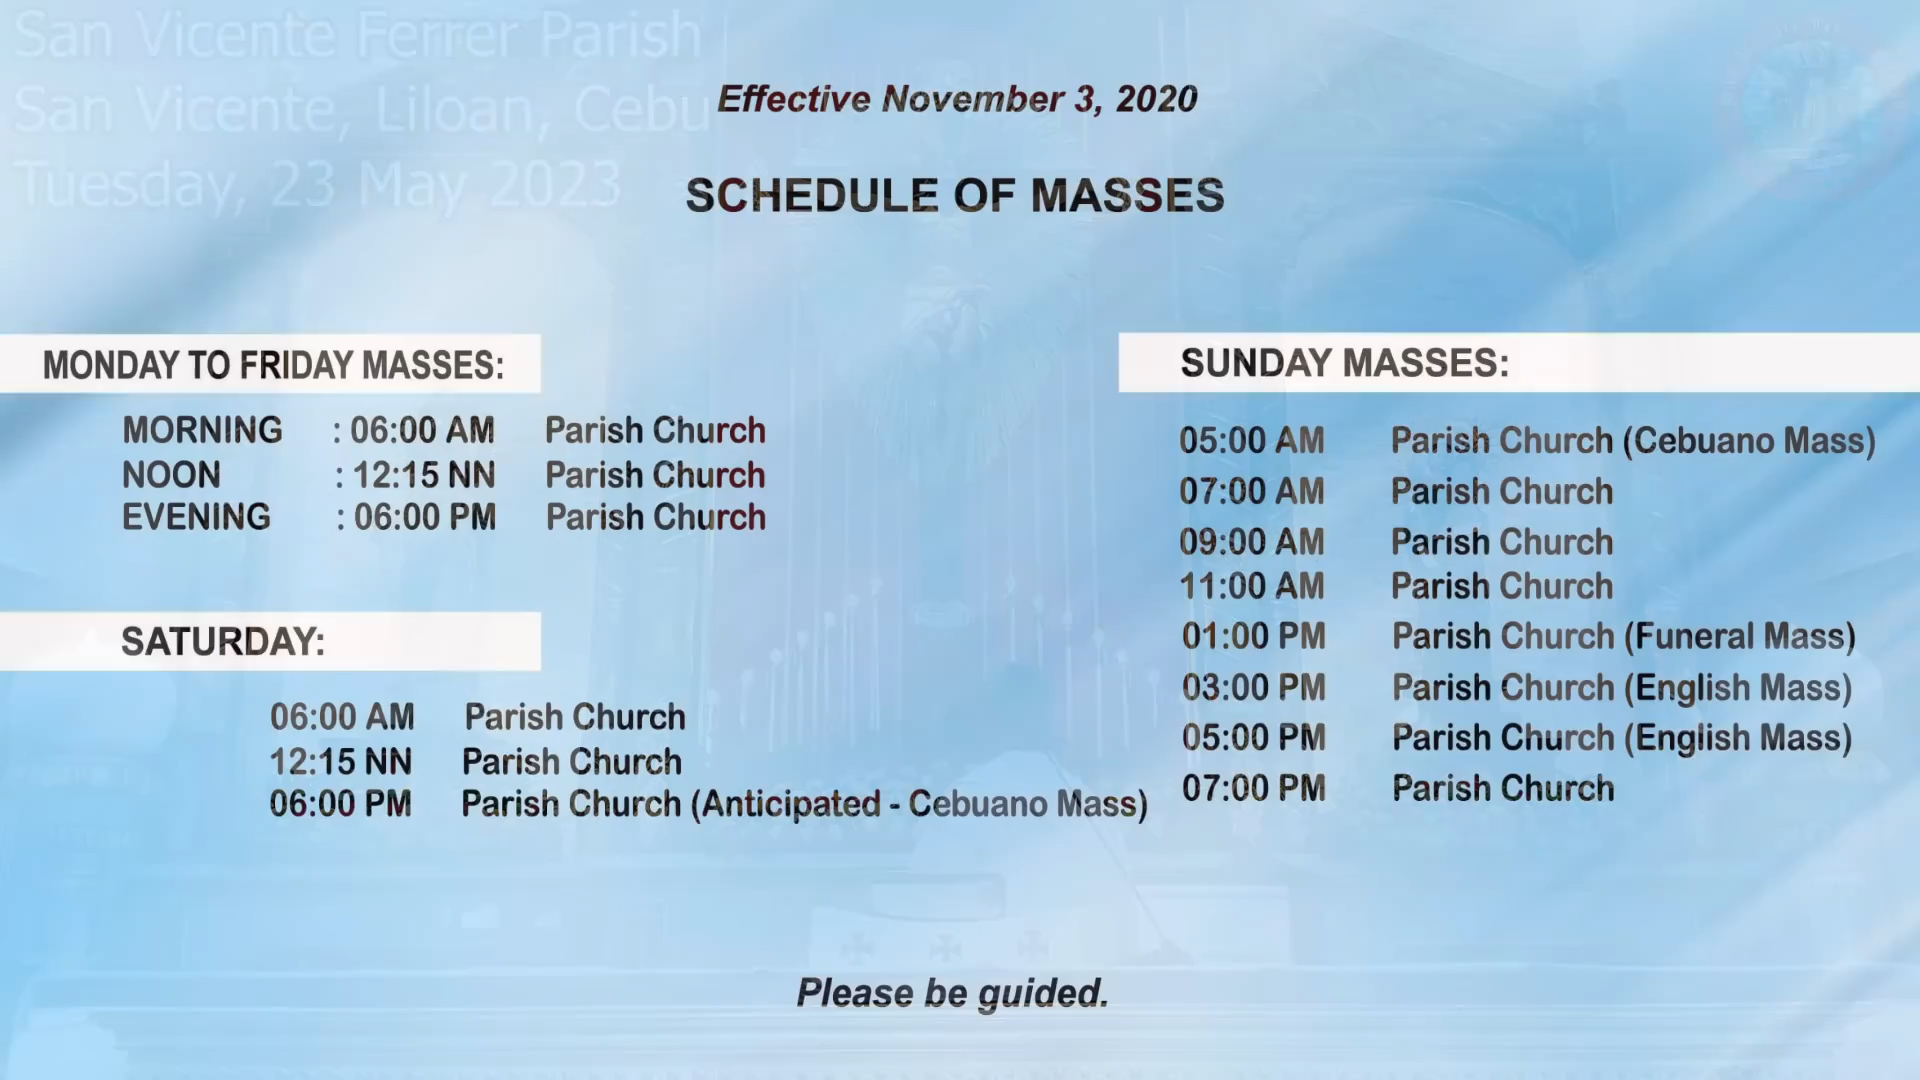 San Vicente Ferrer Parish
San Vicente, Liloan, Cebu
Tuesday, 23 May 2023
Effective November 3, 2020
SCHEDULE OF MASSES
MONDAY TO FRIDAY MASSES:
MORNING : 06:00 AM Parish Church
NOON : 12:15 NN Parish Church
EVENING : 06:00 PM Parish Church
SATURDAY:
06:00 AM Parish Church
12:15 NN Parish Church
06:00 PM Parish Church (Anticipated - Cebuano Mass)
SUNDAY MASSES:
05:00 AM Parish Church (Cebuano Mass)
07:00 AM Parish Church
09:00 AM Parish Church
11:00 AM Parish Church
01:00 PM Parish Church (Funeral Mass)
03:00 PM Parish Church (English Mass)
05:00 PM Parish Church (English Mass)
07:00 PM Parish Church
Please be guided.